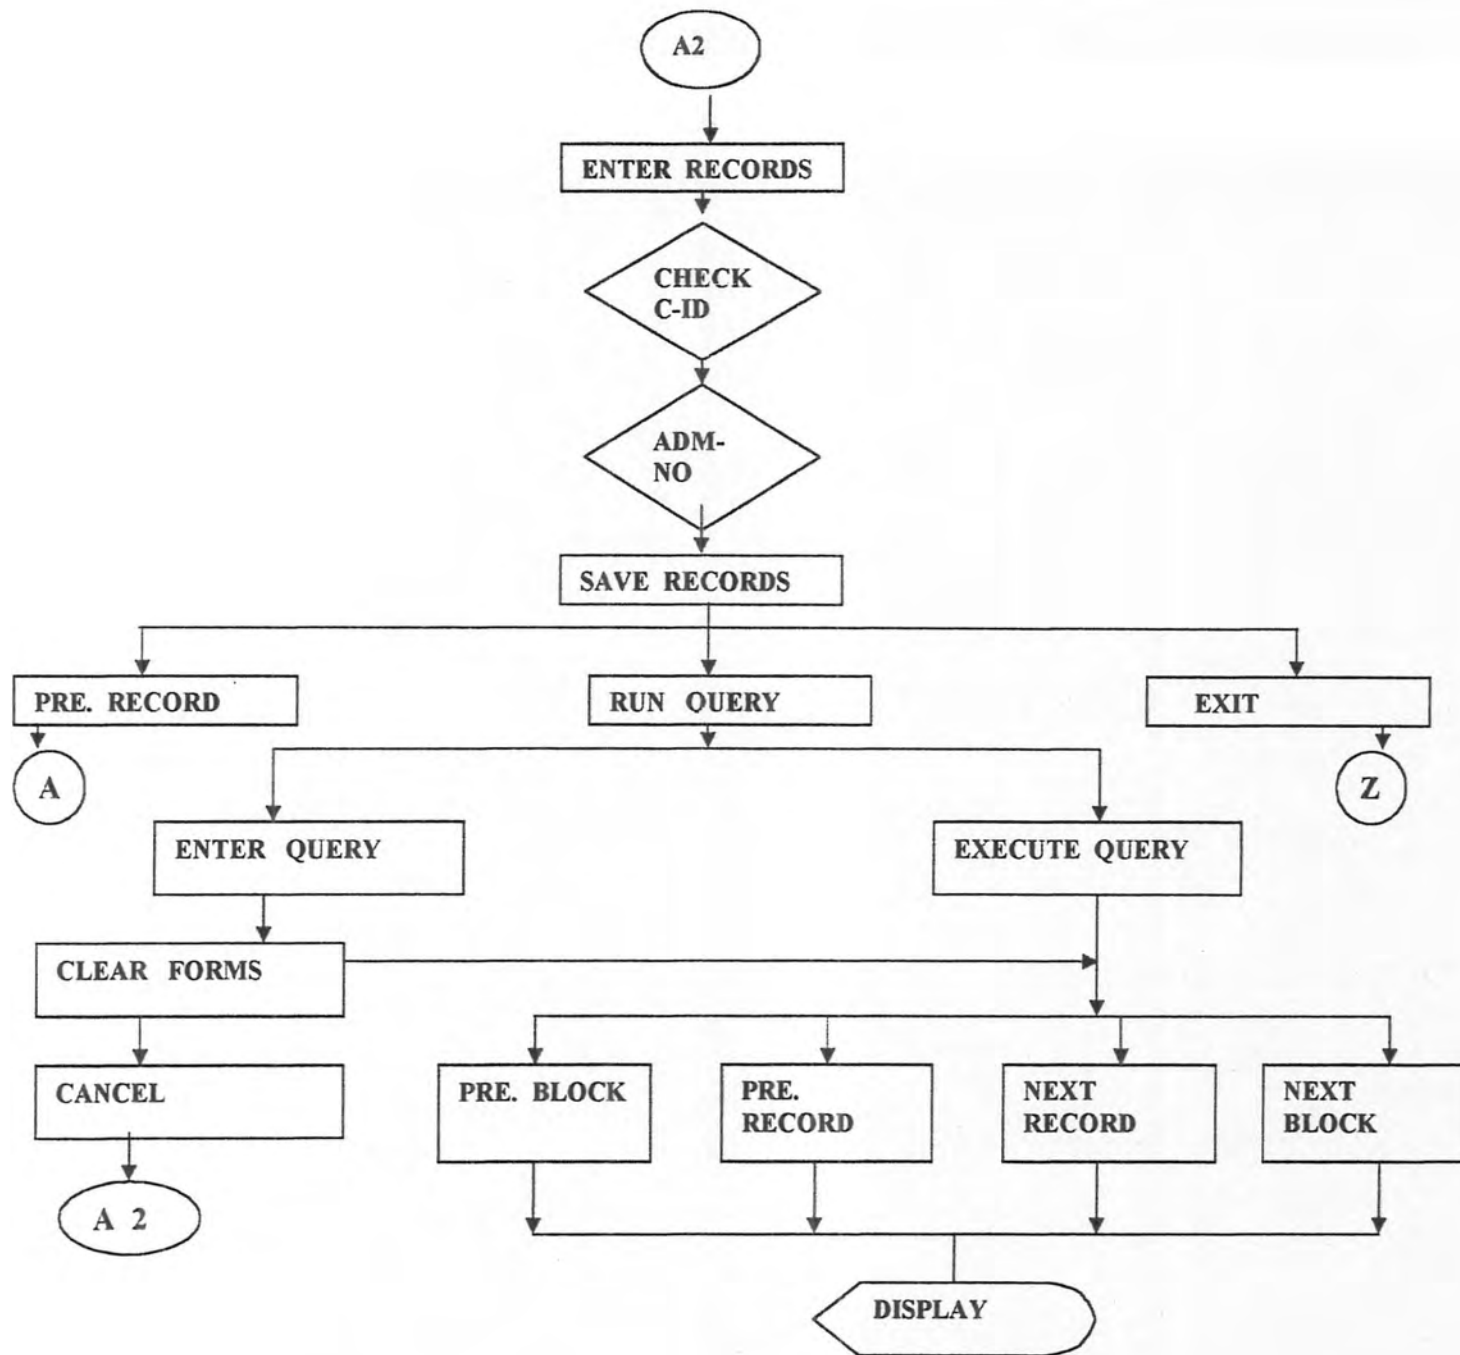 A2
ENTER RECORDS
CHECK
C-ID
ADM-
NO
SAVE RECORDS
PRE. RECORD
RUN QUERY
EXIT
A
Z
ENTER QUERY
EXECUTE QUERY
CLEAR FORMS
CANCEL
PRE. BLOCK
PRE.
RECORD
NEXT
RECORD
NEXT
BLOCK
A 2
DISPLAY